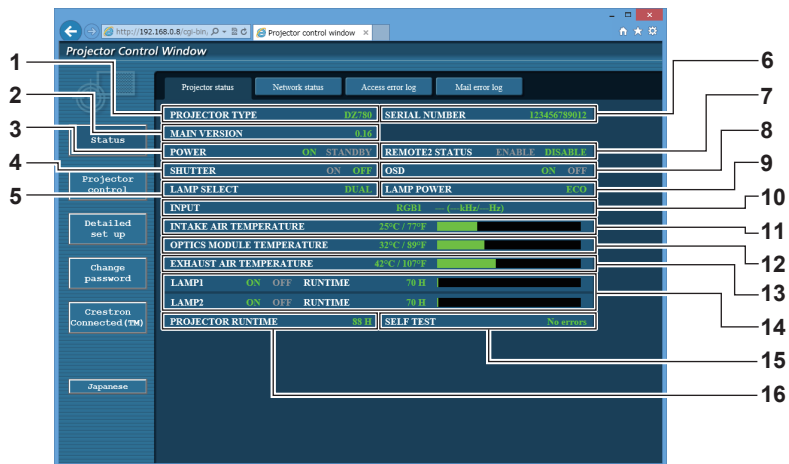 http://192.168.0.8/cgi-bin,
Projector control window
Projector Control Window
Projector status Network status Access error log Mail error log
Status
Projector control
Detailed set up
Change password
Crestron Connected(TM)
Japanese
PROJECTOR TYPE DZ780 SERIAL NUMBER 123456789012
MAIN VERSION 0.16
POWER ON STANDBY REMOTE2 STATUS ENABLE DISABLE
SHUTTER ON OFF OSD ON OFF
LAMP SELECT DUAL LAMP POWER ECO
INPUT RGB1 --- (---kHz/---Hz)
INTAKE AIR TEMPERATURE 25°C / 77°F
OPTICS MODULE TEMPERATURE 32°C / 89°F
EXHAUST AIR TEMPERATURE 42°C / 107°F
LAMP1 ON OFF RUNTIME 70 H
LAMP2 ON OFF RUNTIME 70 H
PROJECTOR RUNTIME 88 H SELF TEST No errors
1
2
3
4
5
6
7
8
9
10
11
12
13
14
15
16